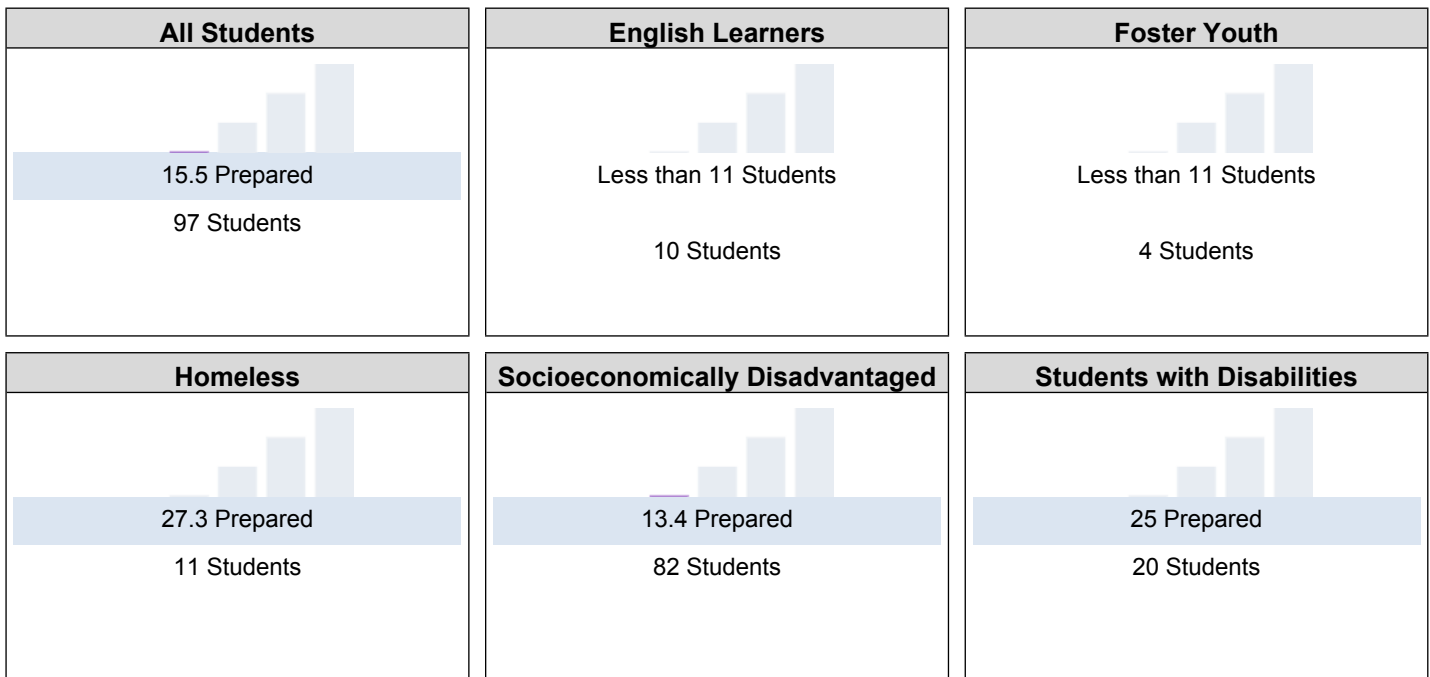 All Students
15.5 Prepared
97 Students
English Learners
Less than 11 Students
10 Students
Foster Youth
Less than 11 Students
4 Students
Homeless
27.3 Prepared
11 Students
Socioeconomically Disadvantaged
13.4 Prepared
82 Students
Students with Disabilities
25 Prepared
20 Students